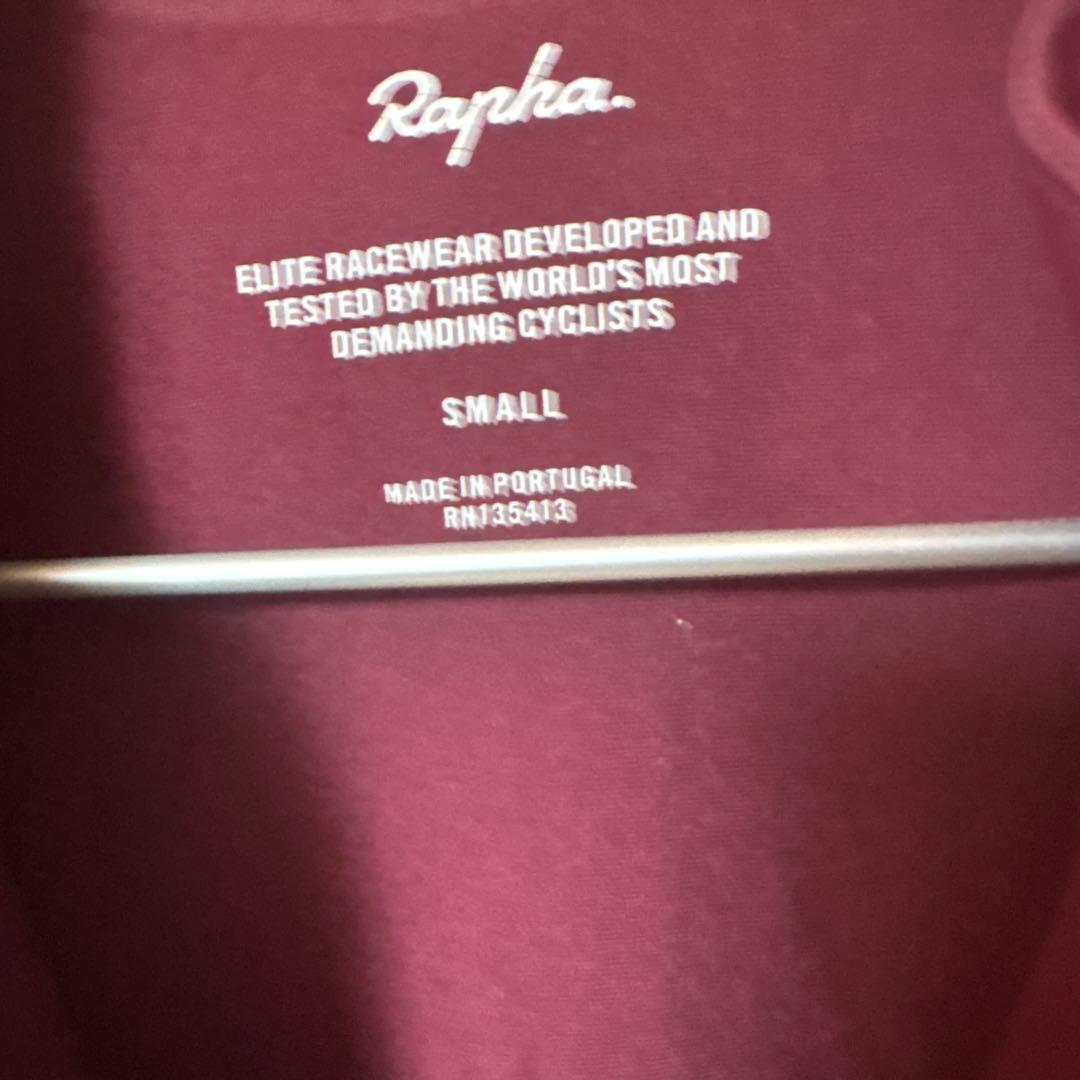 Rapha.
ELITE RACEWEAR DEVELOPED AND
TESTED BY THE WORLD'S MOST
DEMANDING CYCLISTS
SMALL
MADE IN PORTUGAL
RN135413